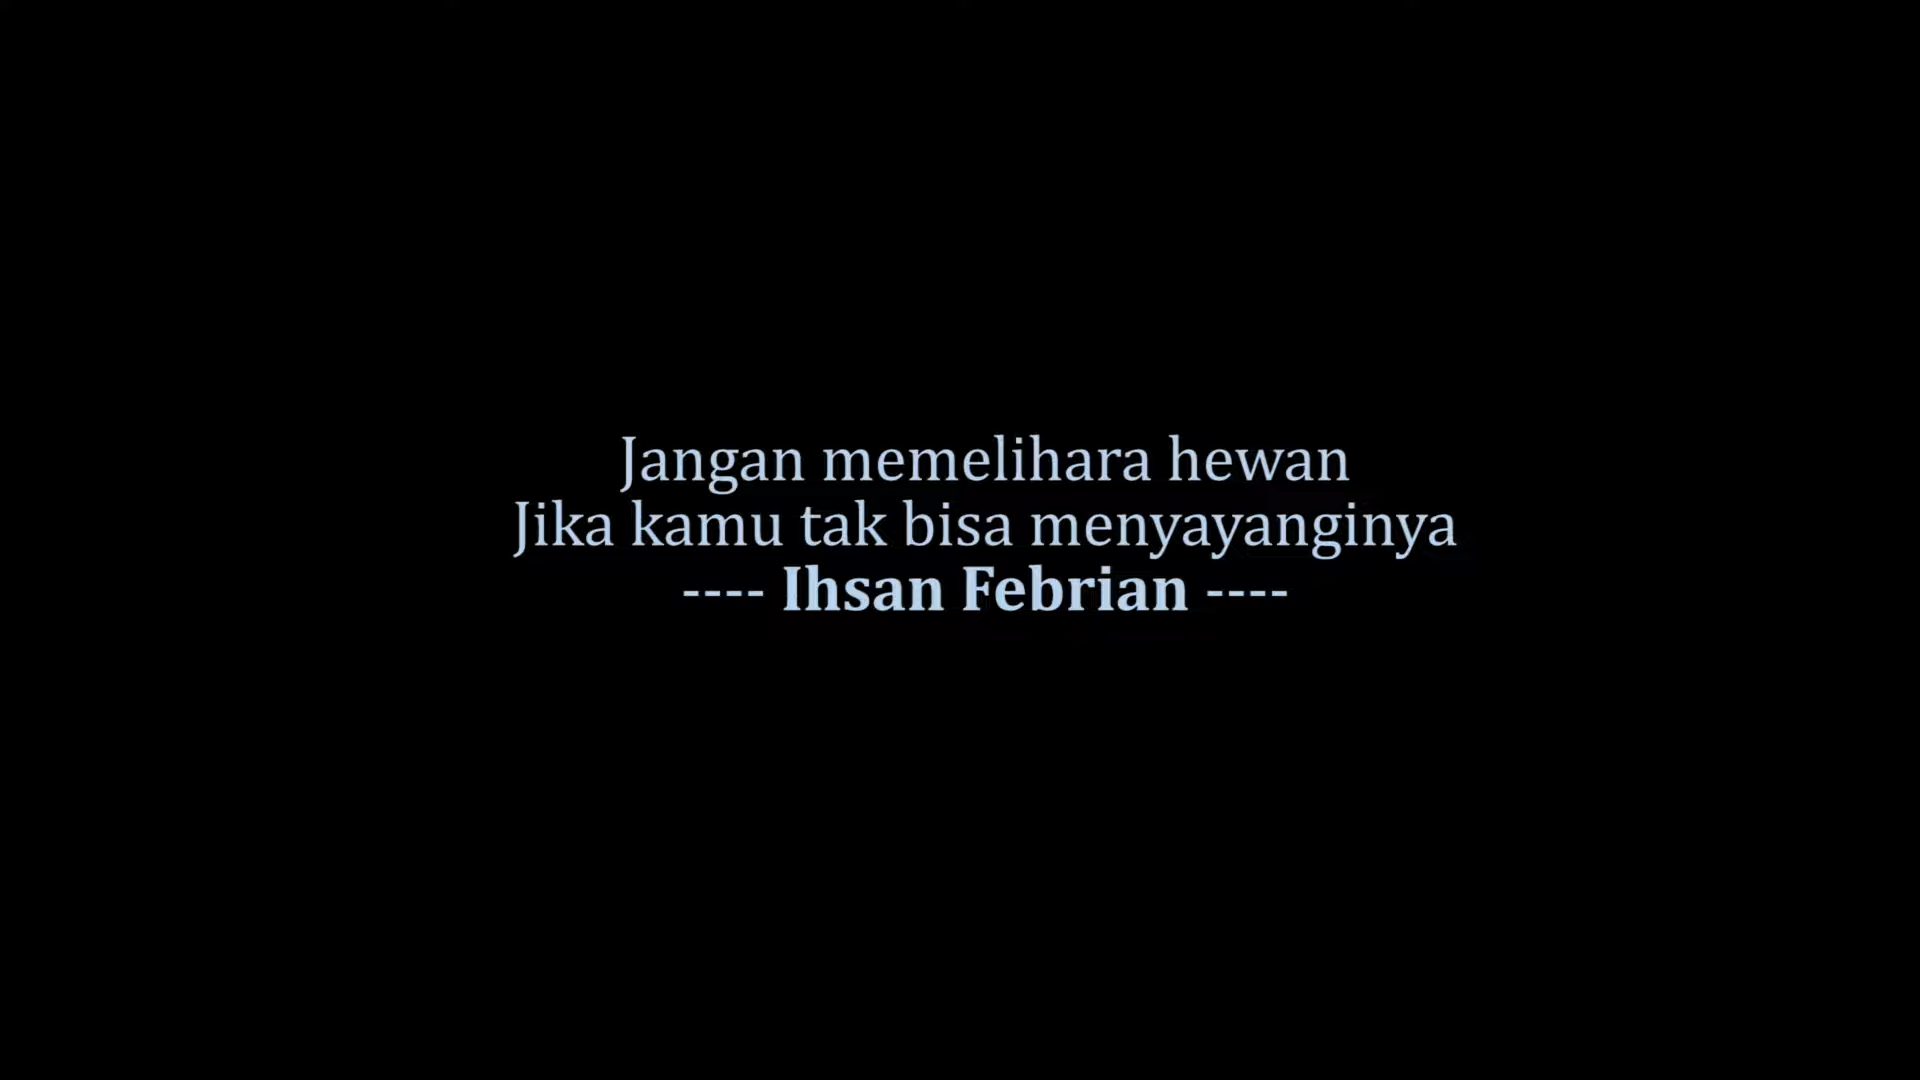 Jangan memelihara hewan
Jika kamu tak bisa menyayanginya
---- Ihsan Febrian ----